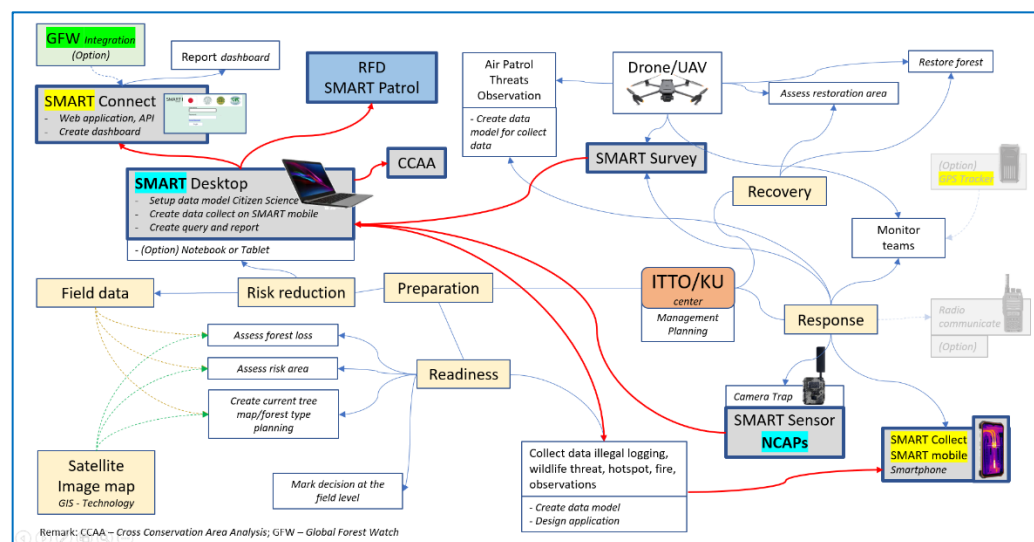 GFW Integration
(Option)
Report dashboard
SMART Connect
- Web application, API
- Create dashboard
RFD
SMART Patrol
CCAA
SMART Desktop
- Setup data model Citizen Science
- Create data collect on SMART mobile
- Create query and report
- (Option) Notebook or Tablet
Air Patrol
Threats
Observation
- Create data
model for collect
data
Drone/UAV
Restore forest
Assess restoration area
SMART Survey
Recovery
(Option)
GPS Tracker
Monitor
teams
Field data
Risk reduction
Preparation
ITTO/KU
center
Management
Planning
Response
Radio
communicate
(Option)
Assess forest loss
Assess risk area
Create current tree
map/forest type
planning
Readiness
Camera Trap
SMART Sensor
NCAPs
SMART Collect
SMART mobile
Smartphone
Satellite
Image map
GIS - Technology
Mark decision at the
field level
Collect data illegal logging,
wildlife threat, hotspot, fire,
observations
- Create data model
- Design application
Remark: CCAA – Cross Conservation Area Analysis; GFW – Global Forest Watch